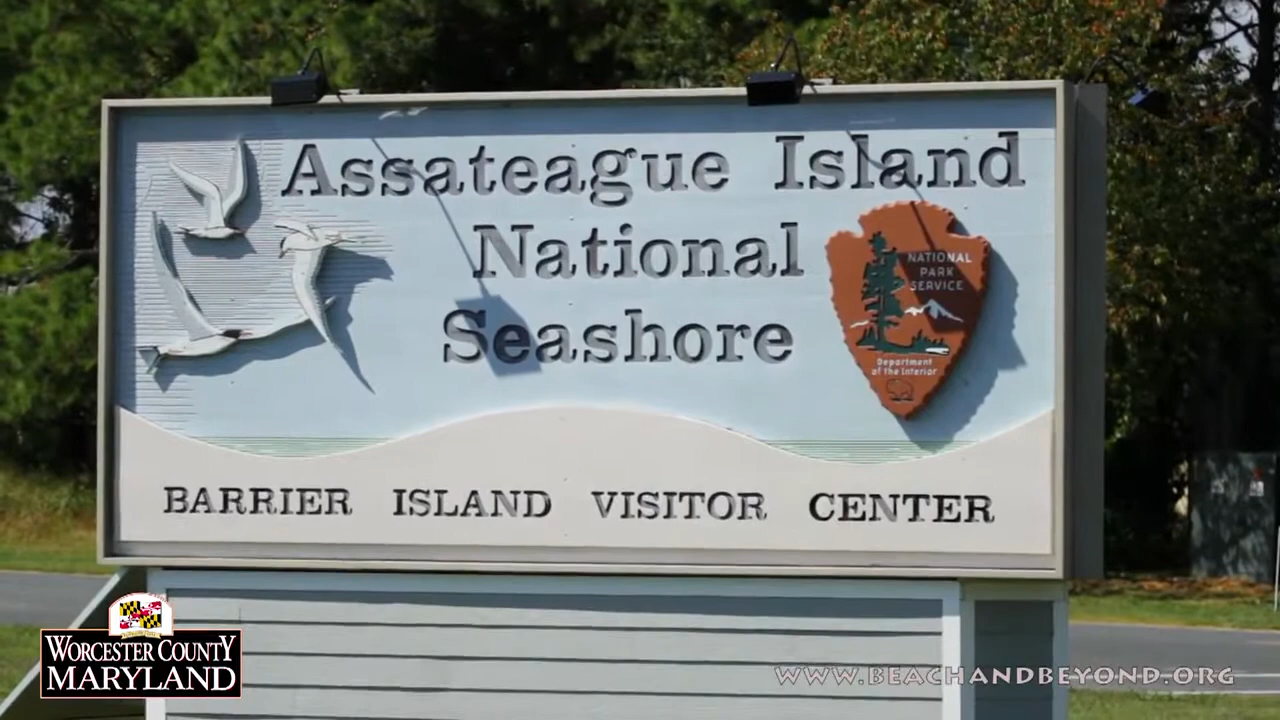 Assateague Island
National
Seashore
NATIONAL
PARK
SERVICE
Department
of the Interior
BARRIER ISLAND VISITOR CENTER
WORCESTER COUNTY
MARYLAND
WWW.BEACHANDBEYOND.ORG